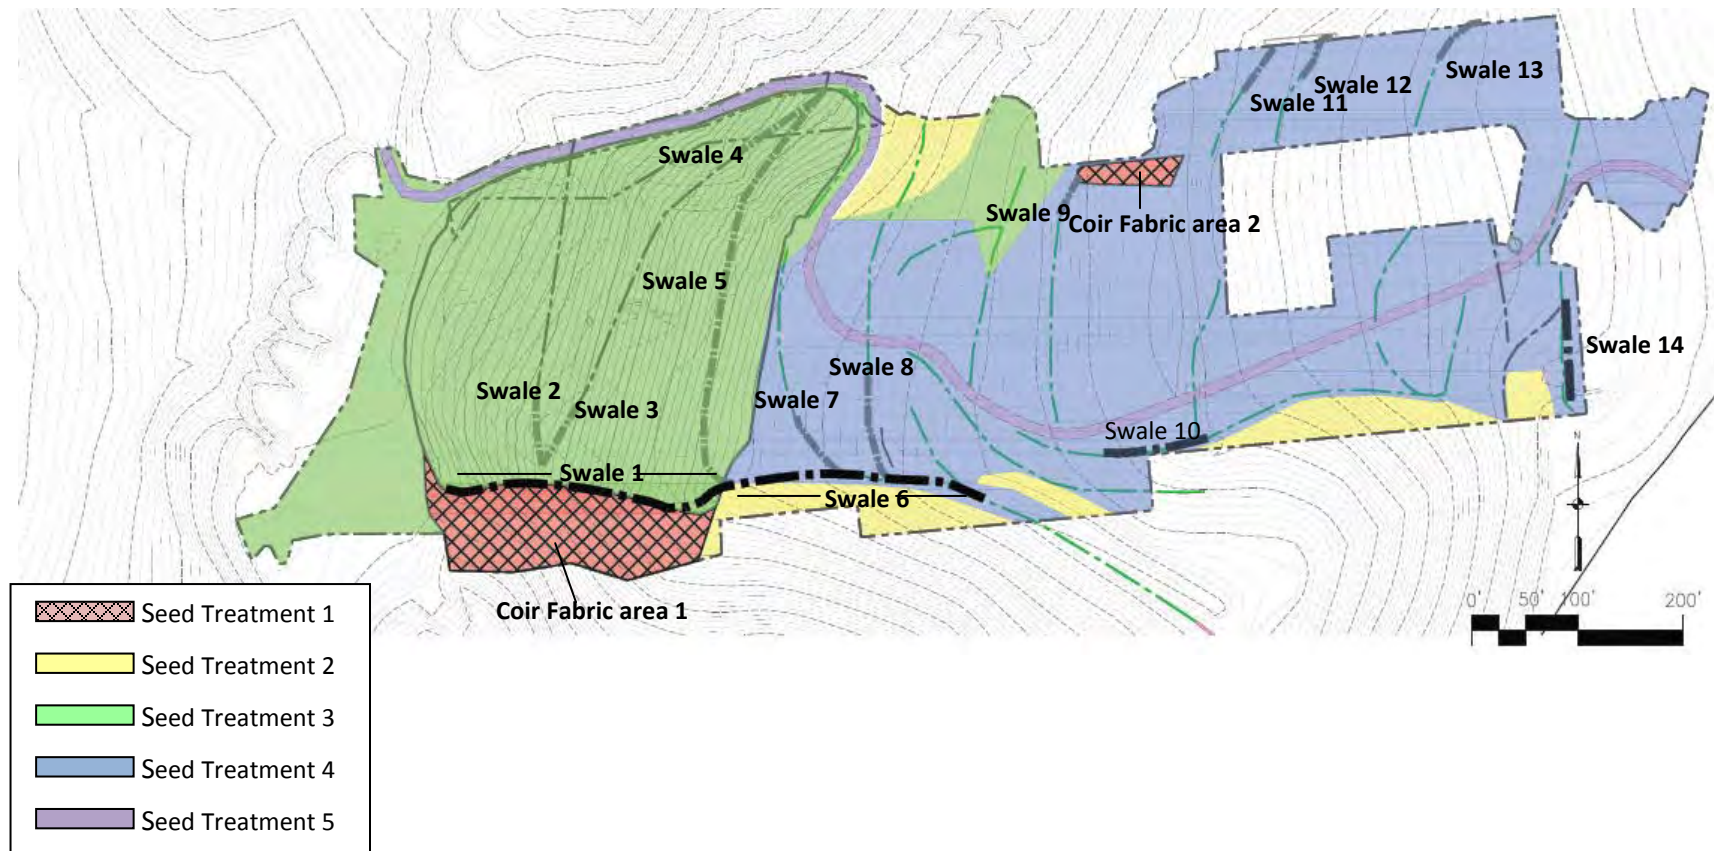 Swale 13
Swale 12
Swale 11
Swale 4
Swale 9
Coir Fabric area 2
Swale 5
Swale 14
Swale 8
Swale 2
Swale 7
Swale 3
Swale 10
Swale 1
Swale 6
N
Coir Fabric area 1
0' 50' 100' 200'
Seed Treatment 1
Seed Treatment 2
Seed Treatment 3
Seed Treatment 4
Seed Treatment 5